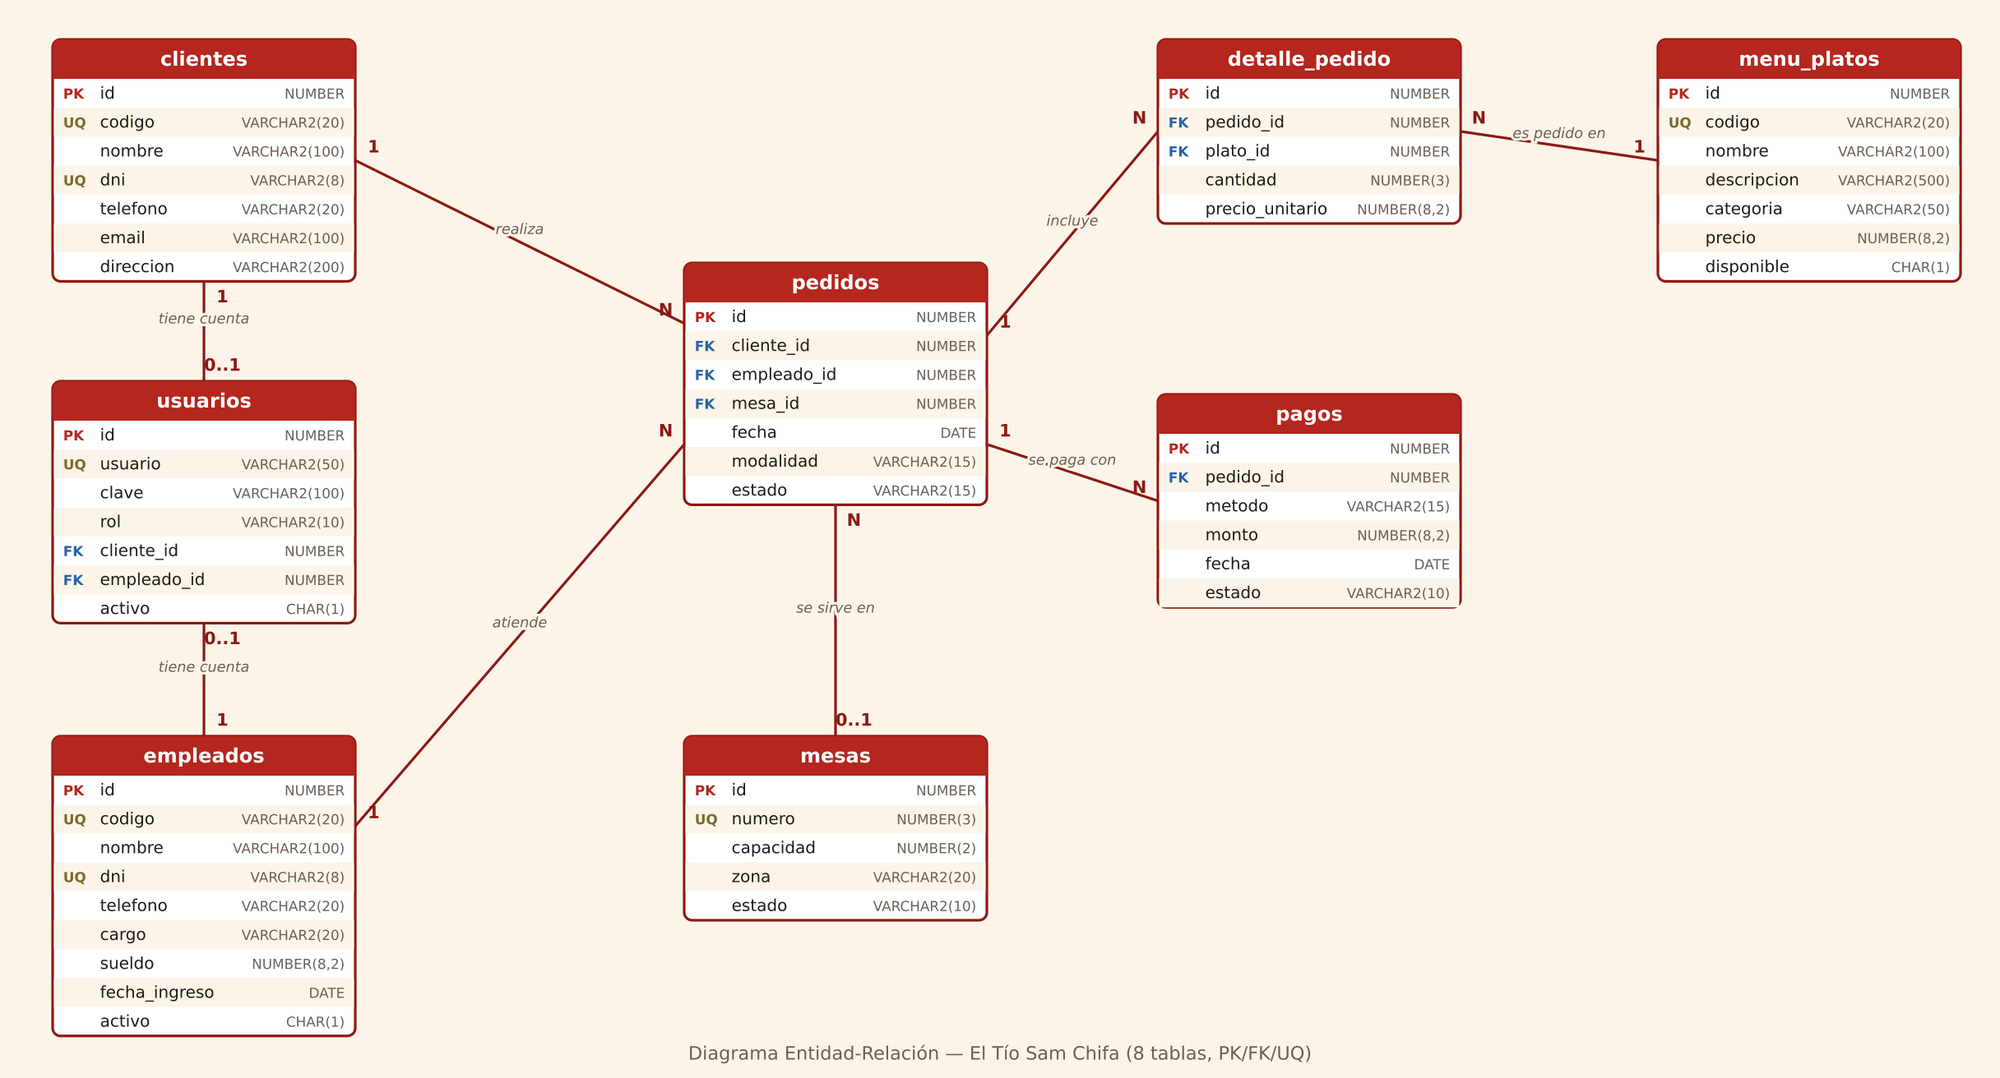 clientes
PK id NUMBER
UQ codigo VARCHAR2(20)
nombre VARCHAR2(100)
UQ dni VARCHAR2(8)
telefono VARCHAR2(20)
email VARCHAR2(100)
direccion VARCHAR2(200)
1
realiza
N
1
tiene cuenta
0..1
usuarios
PK id NUMBER
UQ usuario VARCHAR2(50)
clave VARCHAR2(100)
rol VARCHAR2(10)
FK cliente_id NUMBER
FK empleado_id NUMBER
activo CHAR(1)
0..1
tiene cuenta
1
empleados
PK id NUMBER
UQ codigo VARCHAR2(20)
nombre VARCHAR2(100)
UQ dni VARCHAR2(8)
telefono VARCHAR2(20)
cargo VARCHAR2(20)
sueldo NUMBER(8,2)
fecha_ingreso DATE
activo CHAR(1)
1
atiende
N
pedidos
PK id NUMBER
FK cliente_id NUMBER
FK empleado_id NUMBER
FK mesa_id NUMBER
fecha DATE
modalidad VARCHAR2(15)
estado VARCHAR2(15)
N
se sirve en
0..1
mesas
PK id NUMBER
UQ numero NUMBER(3)
capacidad NUMBER(2)
zona VARCHAR2(20)
estado VARCHAR2(10)
1
incluye
N
detalle_pedido
PK id NUMBER
FK pedido_id NUMBER
FK plato_id NUMBER
cantidad NUMBER(3)
precio_unitario NUMBER(8,2)
N
es pedido en
1
menu_platos
PK id NUMBER
UQ codigo VARCHAR2(20)
nombre VARCHAR2(100)
descripcion VARCHAR2(500)
categoria VARCHAR2(50)
precio NUMBER(8,2)
disponible CHAR(1)
1
se paga con
N
pagos
PK id NUMBER
FK pedido_id NUMBER
metodo VARCHAR2(15)
monto NUMBER(8,2)
fecha DATE
estado VARCHAR2(10)
Diagrama Entidad-Relación — El Tío Sam Chifa (8 tablas, PK/FK/UQ)